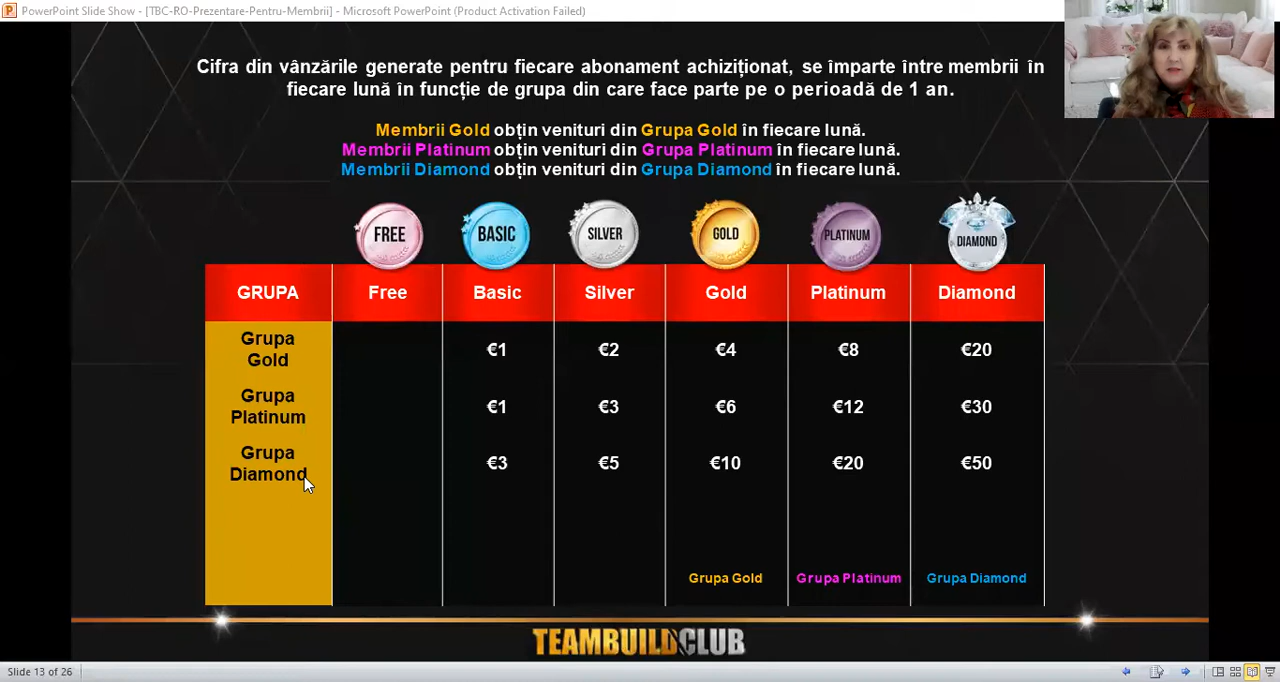 PowerPoint Slide Show - [TBC-RO-Prezentare-Pentru-Membrii] - Microsoft PowerPoint (Product Activation Failed)
Cifra din vânzările generate pentru fiecare abonament achiziționat, se împarte între membrii în
fiecare lună în funcție de grupa din care face parte pe o perioadă de 1 an.
Membrii Gold obțin venituri din Grupa Gold în fiecare lună.
Membrii Platinum obțin venituri din Grupa Platinum în fiecare lună.
Membrii Diamond obțin venituri din Grupa Diamond în fiecare lună.
FREE BASIC SILVER GOLD PLATINUM DIAMOND
GRUPA Free Basic Silver Gold Platinum Diamond
Grupa
Gold €1 €2 €4 €8 €20
Grupa
Platinum €1 €3 €6 €12 €30
Grupa
Diamond €3 €5 €10 €20 €50
Grupa Gold Grupa Platinum Grupa Diamond
TEAMBUILDCLUB
Slide 13 of 26